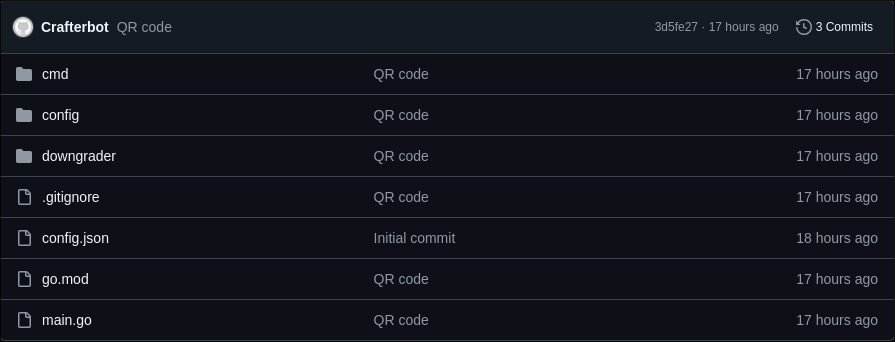 Crafterbot QR code 3d5fe27 · 17 hours ago 3 Commits
cmd QR code 17 hours ago
config QR code 17 hours ago
downgrader QR code 17 hours ago
.gitignore QR code 17 hours ago
config.json Initial commit 18 hours ago
go.mod QR code 17 hours ago
main.go QR code 17 hours ago